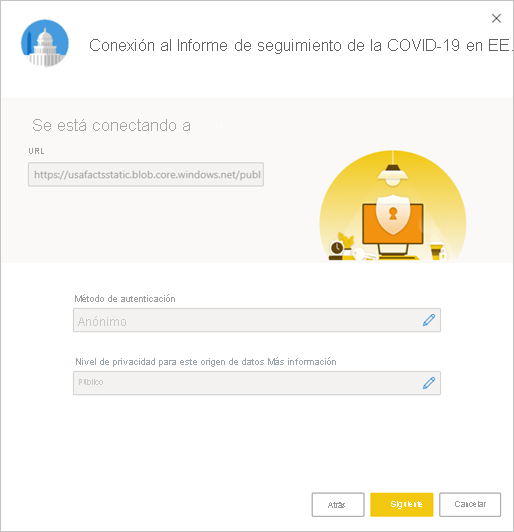 Conexión al Informe de seguimiento de la COVID-19 en EE.
Se está conectando a
URL
https://usafactsstatic.blob.core.windows.net/publ
Método de autenticación
Anónimo
Nivel de privacidad para este origen de datos Más información
Público
Atrás
Siguiente
Cancelar